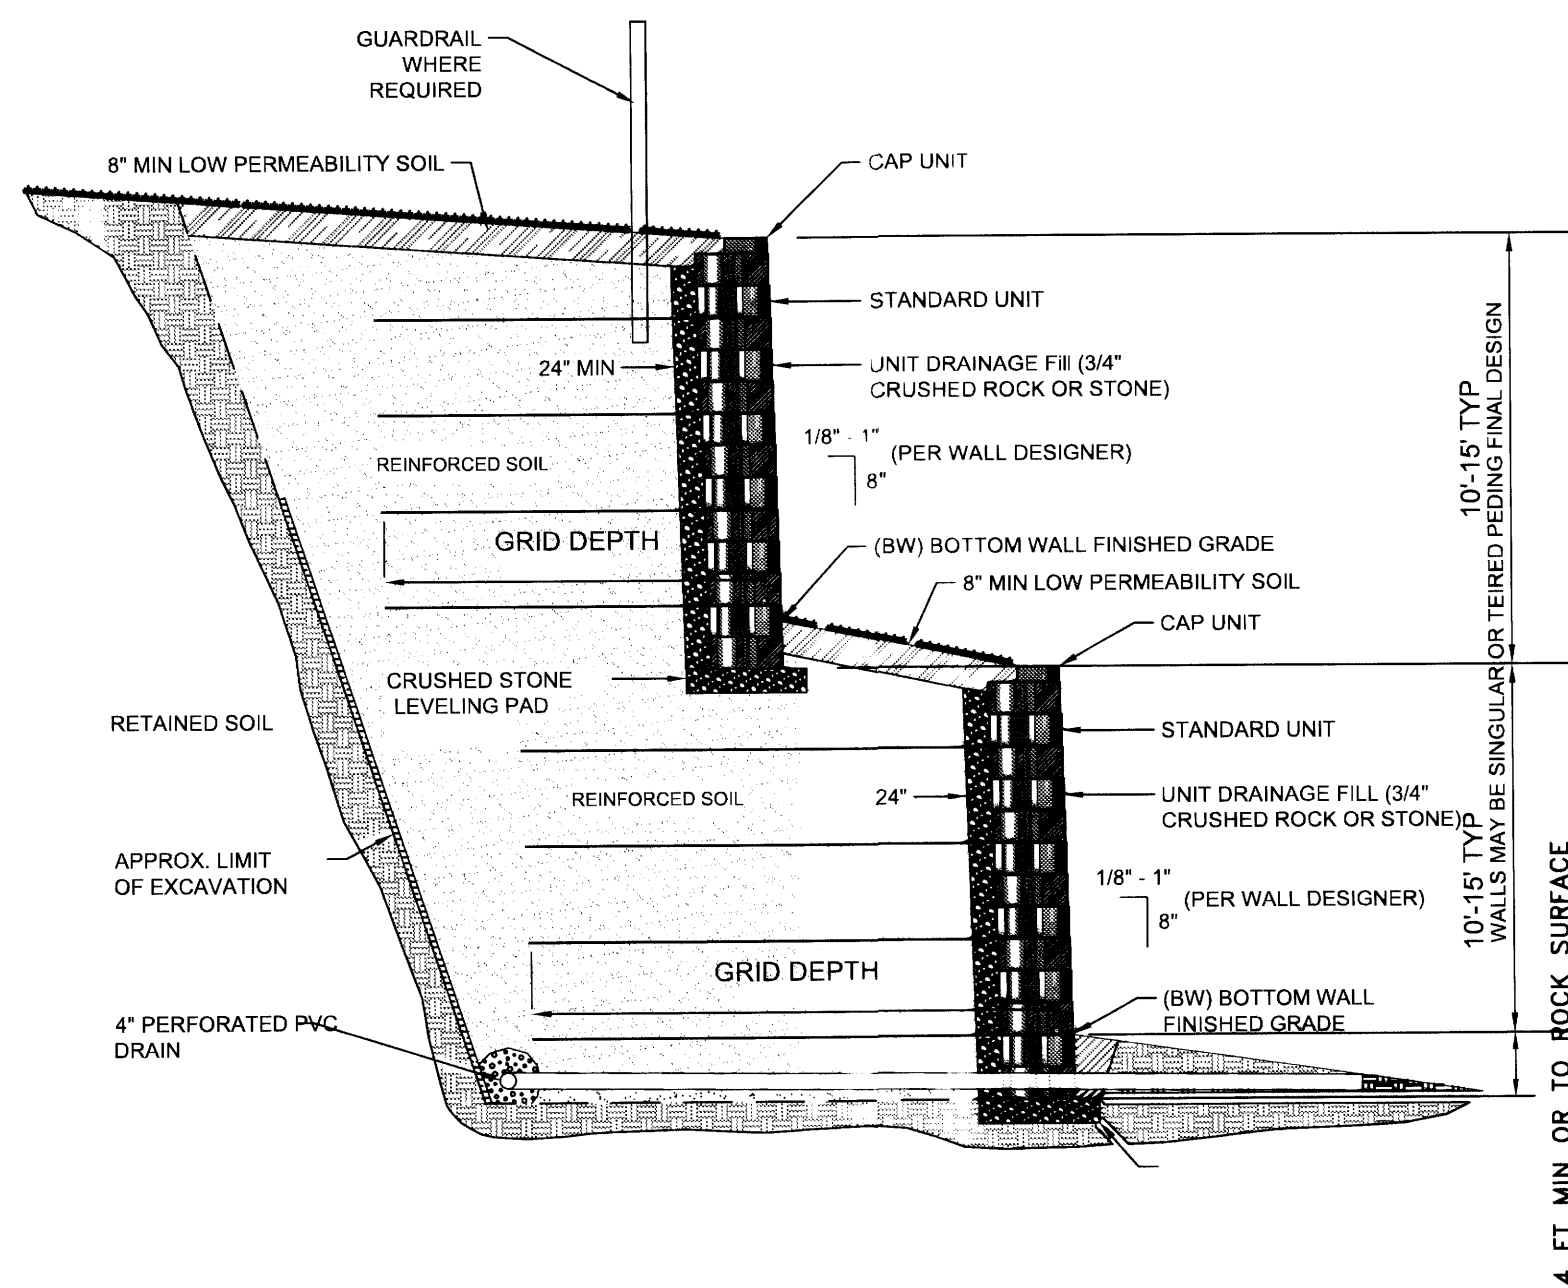 GUARDRAIL
WHERE
REQUIRED
8" MIN LOW PERMEABILITY SOIL
CAP UNIT
STANDARD UNIT
24" MIN
UNIT DRAINAGE Fill (3/4"
CRUSHED ROCK OR STONE)
1/8" - 1"
8"
(PER WALL DESIGNER)
REINFORCED SOIL
GRID DEPTH
(BW) BOTTOM WALL FINISHED GRADE
8" MIN LOW PERMEABILITY SOIL
CAP UNIT
CRUSHED STONE
LEVELING PAD
RETAINED SOIL
STANDARD UNIT
REINFORCED SOIL
24"
UNIT DRAINAGE FILL (3/4"
CRUSHED ROCK OR STONE)
APPROX. LIMIT
OF EXCAVATION
1/8" - 1"
8"
(PER WALL DESIGNER)
GRID DEPTH
(BW) BOTTOM WALL
FINISHED GRADE
4" PERFORATED PVC
DRAIN
10'-15' TYP
10'-15' TYP
WALLS MAY BE SINGULAR OR TEIRED PEDING FINAL DESIGN
4 FT MIN OR TO ROCK SURFACE